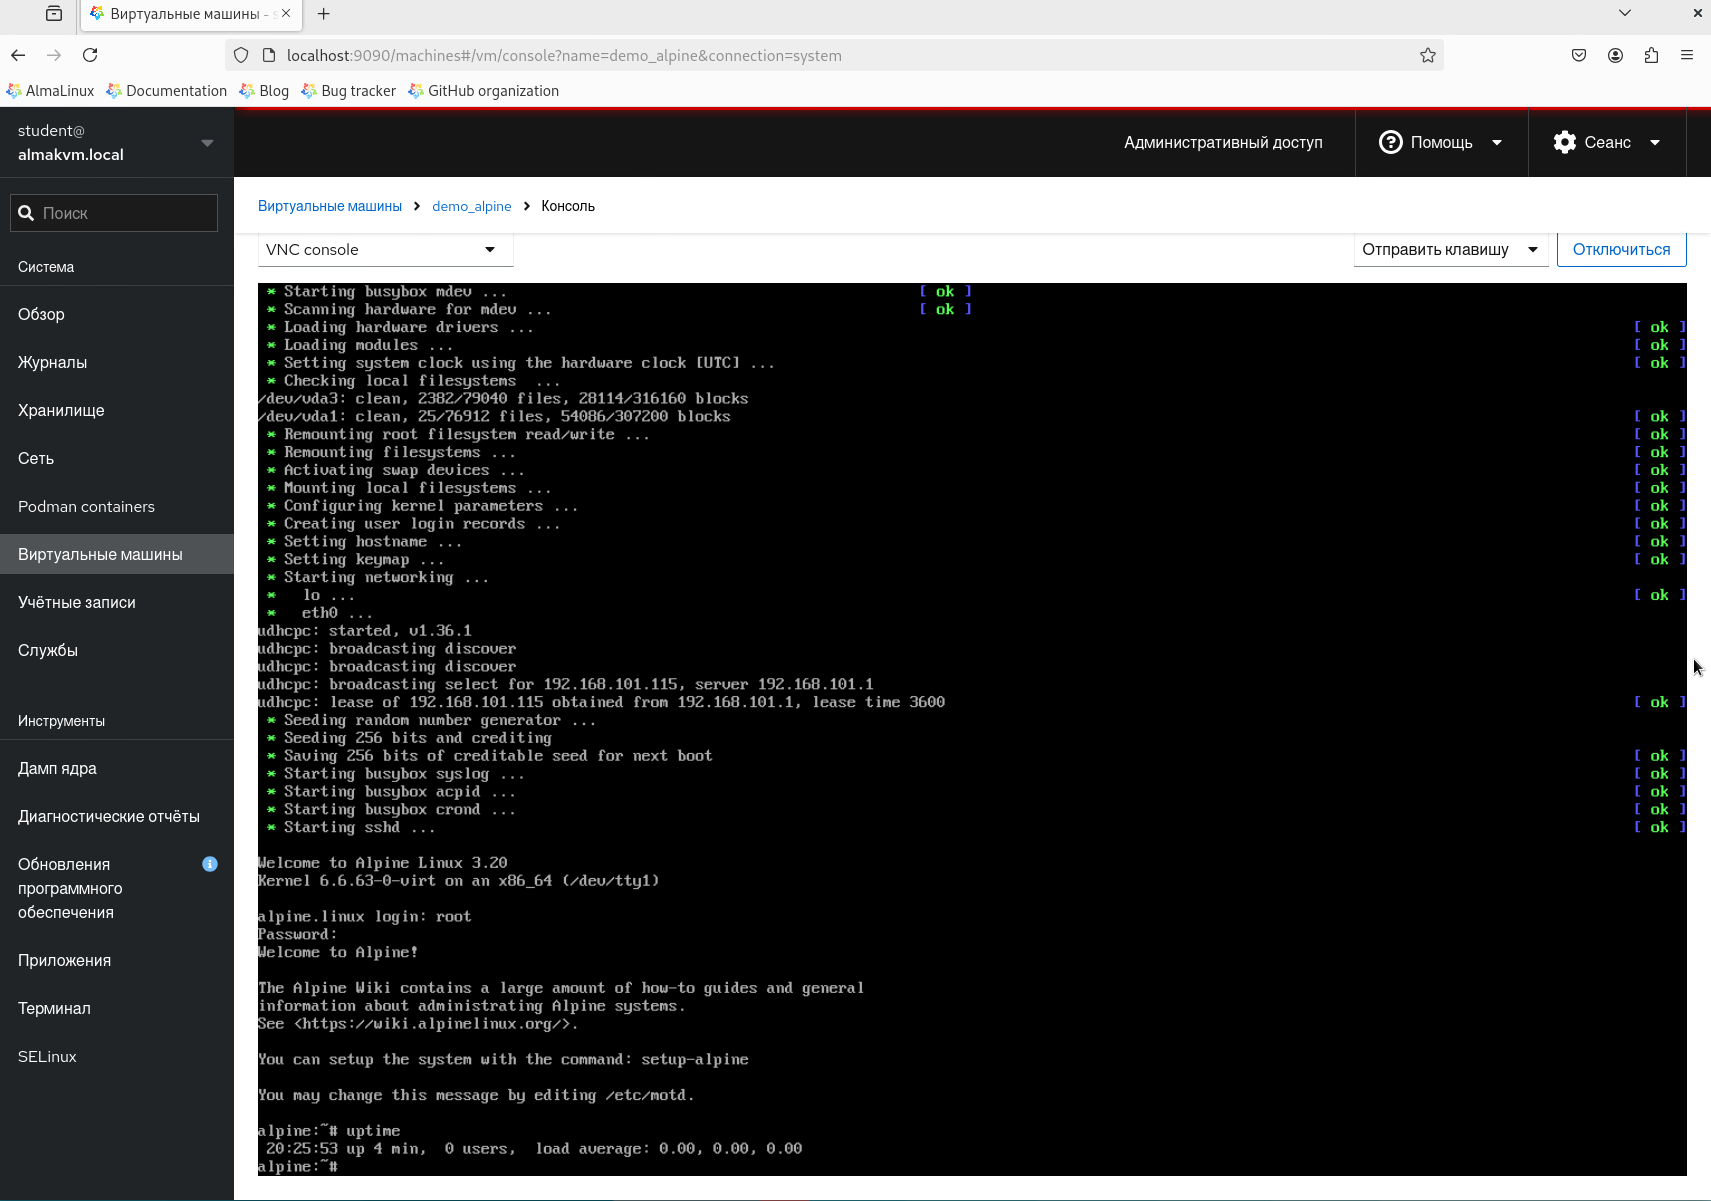 Виртуальные машины - s
localhost:9090/machines#/vm/console?name=demo_alpine&connection=system
AlmaLinux Documentation Blog Bug tracker GitHub organization
student@
almakvm.local
Административный доступ Помощь Сеанс
Поиск
Система
Обзор
Журналы
Хранилище
Сеть
Podman containers
Виртуальные машины
Учётные записи
Службы
Инструменты
Дамп ядра
Диагностические отчёты
Обновления
программного
обеспечения
Приложения
Терминал
SELinux
Виртуальные машины > demo_alpine > Консоль
VNC console Отправить клавишу Отключиться
* Starting busybox mdev ... [ ok ]
* Scanning hardware for mdev ... [ ok ]
* Loading hardware drivers ... [ ok ]
* Loading modules ... [ ok ]
* Setting system clock using the hardware clock [UTC] ... [ ok ]
* Checking local filesystems  ...
/dev/vda3: clean, 2382/79040 files, 28114/316160 blocks
/dev/vda1: clean, 25/76912 files, 54086/307200 blocks [ ok ]
* Remounting root filesystem read/write ... [ ok ]
* Remounting filesystems ... [ ok ]
* Activating swap devices ... [ ok ]
* Mounting local filesystems ... [ ok ]
* Configuring kernel parameters ... [ ok ]
* Creating user login records ... [ ok ]
* Setting hostname ... [ ok ]
* Setting keymap ... [ ok ]
* Starting networking ...
*   lo ... [ ok ]
*   eth0 ...
udhcpc: started, v1.36.1
udhcpc: broadcasting discover
udhcpc: broadcasting discover
udhcpc: broadcasting select for 192.168.101.115, server 192.168.101.1
udhcpc: lease of 192.168.101.115 obtained from 192.168.101.1, lease time 3600 [ ok ]
* Seeding random number generator ...
* Seeding 256 bits and crediting
* Saving 256 bits of creditable seed for next boot [ ok ]
* Starting busybox syslog ... [ ok ]
* Starting busybox acpid ... [ ok ]
* Starting busybox crond ... [ ok ]
* Starting sshd ... [ ok ]
Welcome to Alpine Linux 3.20
Kernel 6.6.63-0-virt on an x86_64 (/dev/tty1)
alpine.linux login: root
Password:
Welcome to Alpine!
The Alpine Wiki contains a large amount of how-to guides and general
information about administrating Alpine systems.
See <https://wiki.alpinelinux.org/>.
You can setup the system with the command: setup-alpine
You may change this message by editing /etc/motd.
alpine:~# uptime
20:25:53 up 4 min,  0 users,  load average: 0.00, 0.00, 0.00
alpine:~#